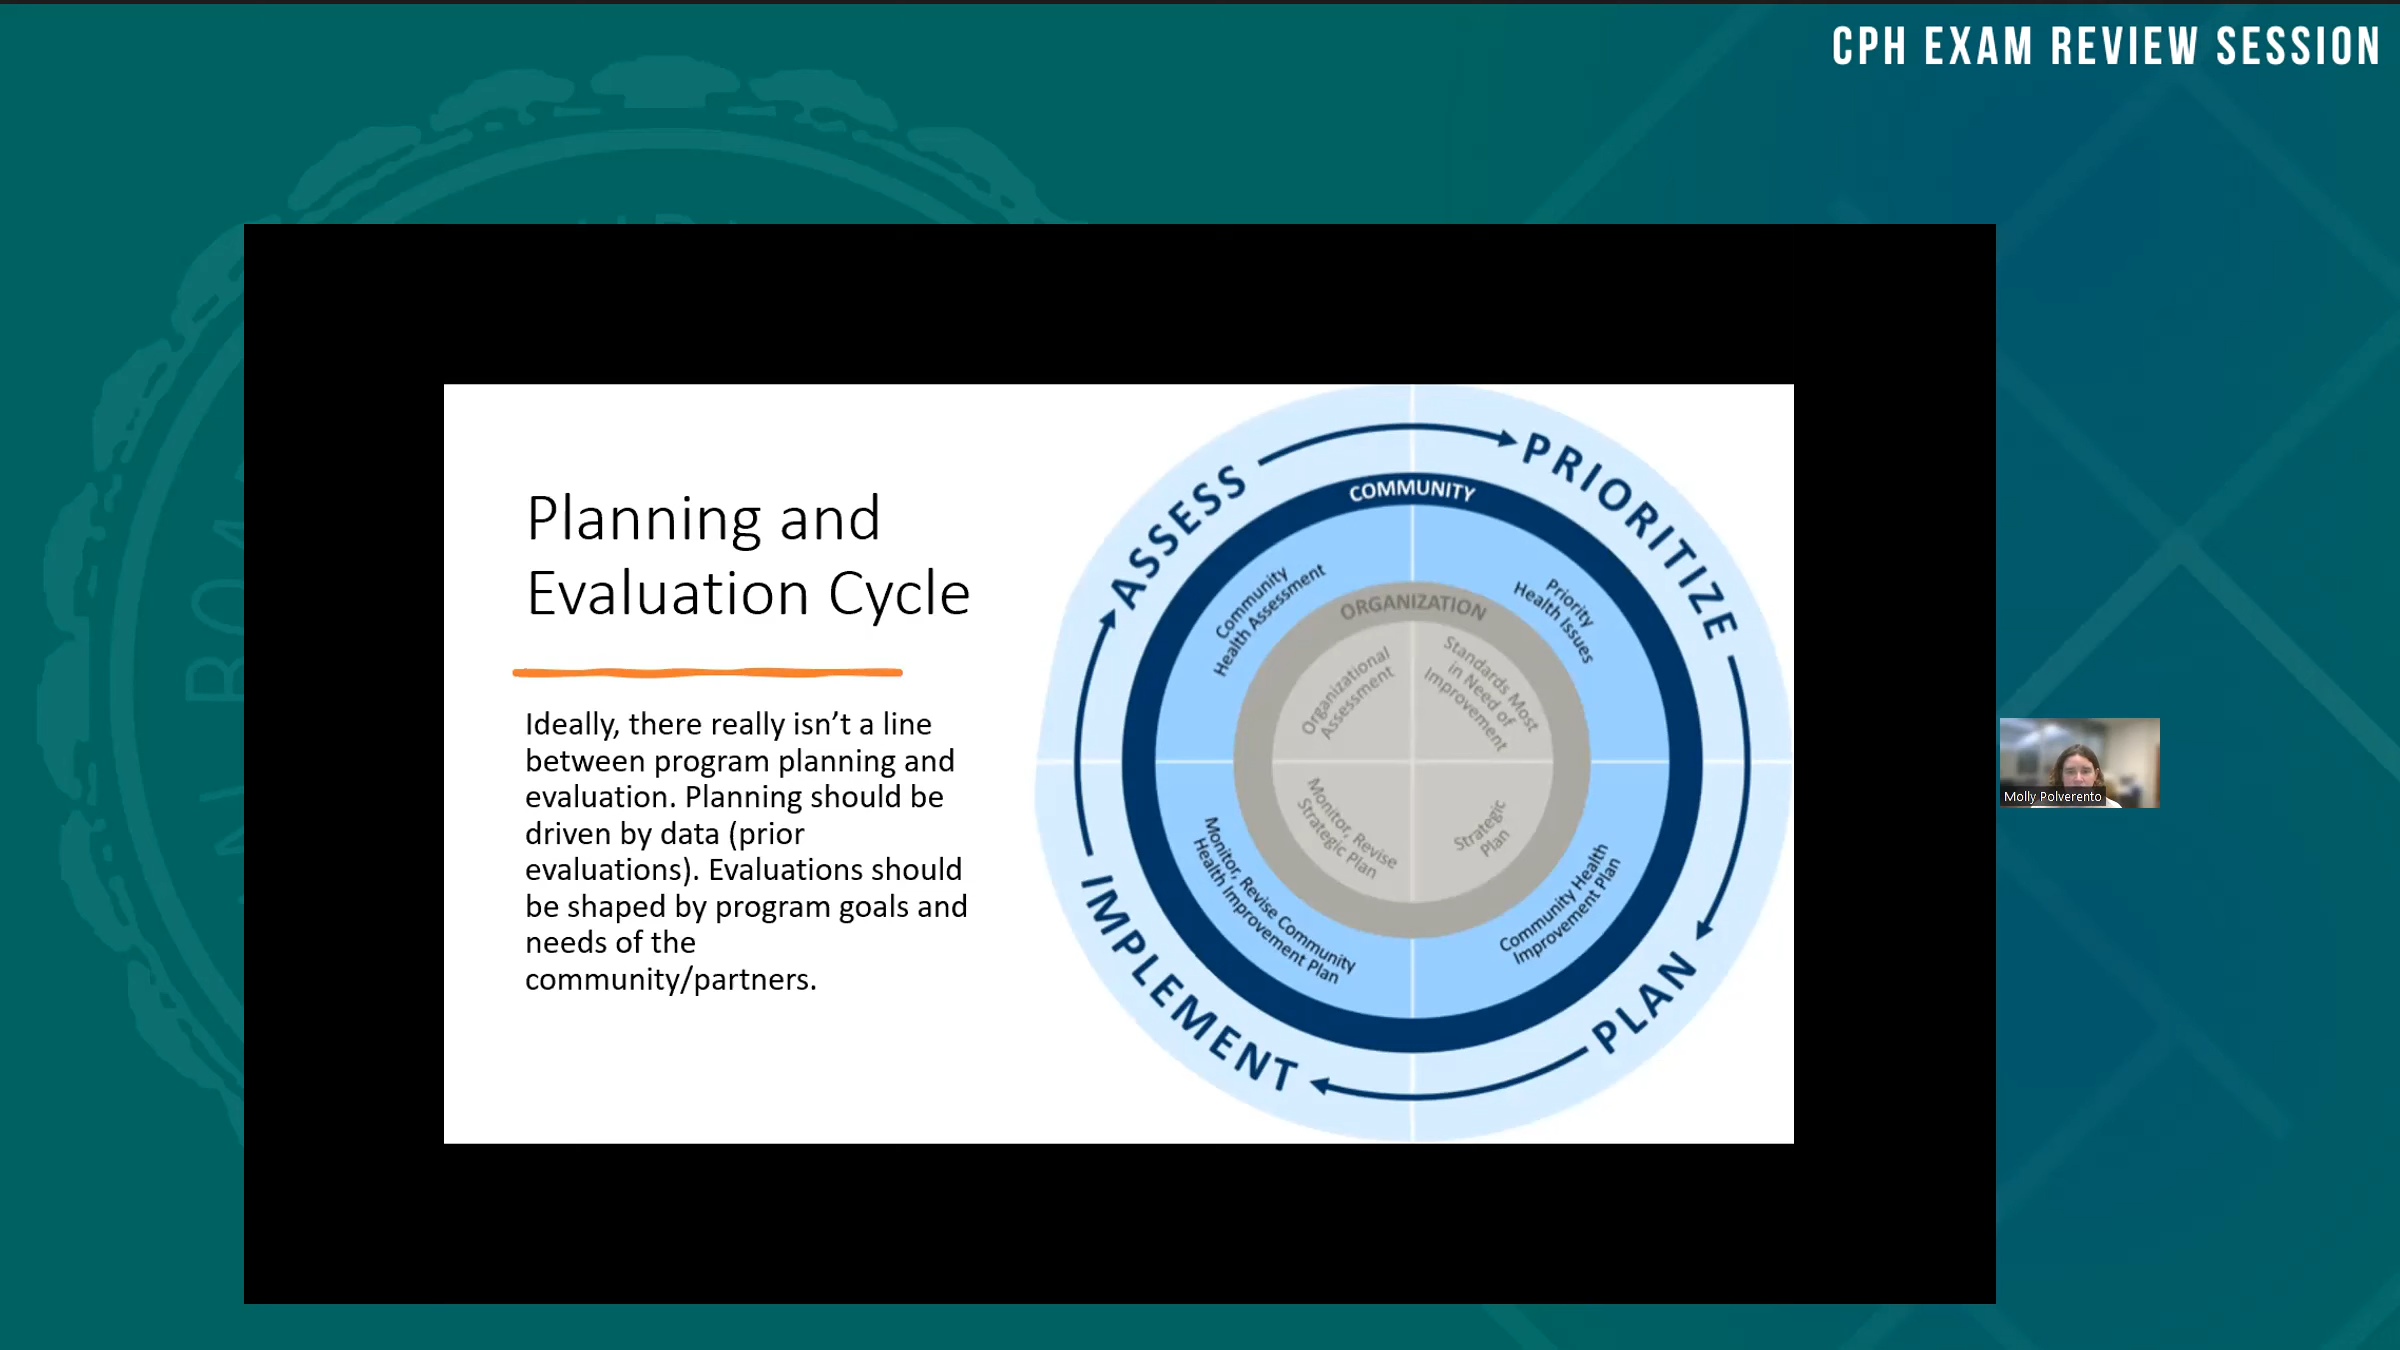 CPH EXAM REVIEW SESSION
Planning and
Evaluation Cycle
Ideally, there really isn’t a line
between program planning and
evaluation. Planning should be
driven by data (prior
evaluations). Evaluations should
be shaped by program goals and
needs of the
community/partners.
ASSESS
PRIORITIZE
PLAN
IMPLEMENT
COMMUNITY
Community
Health Assessment
Priority
Health Issues
Community Health
Improvement Plan
Monitor, Revise Community
Health Improvement Plan
ORGANIZATION
Organizational
Assessment
Standards Most
in Need of
Improvement
Strategic
Plan
Monitor, Revise
Strategic Plan
Molly Polverento